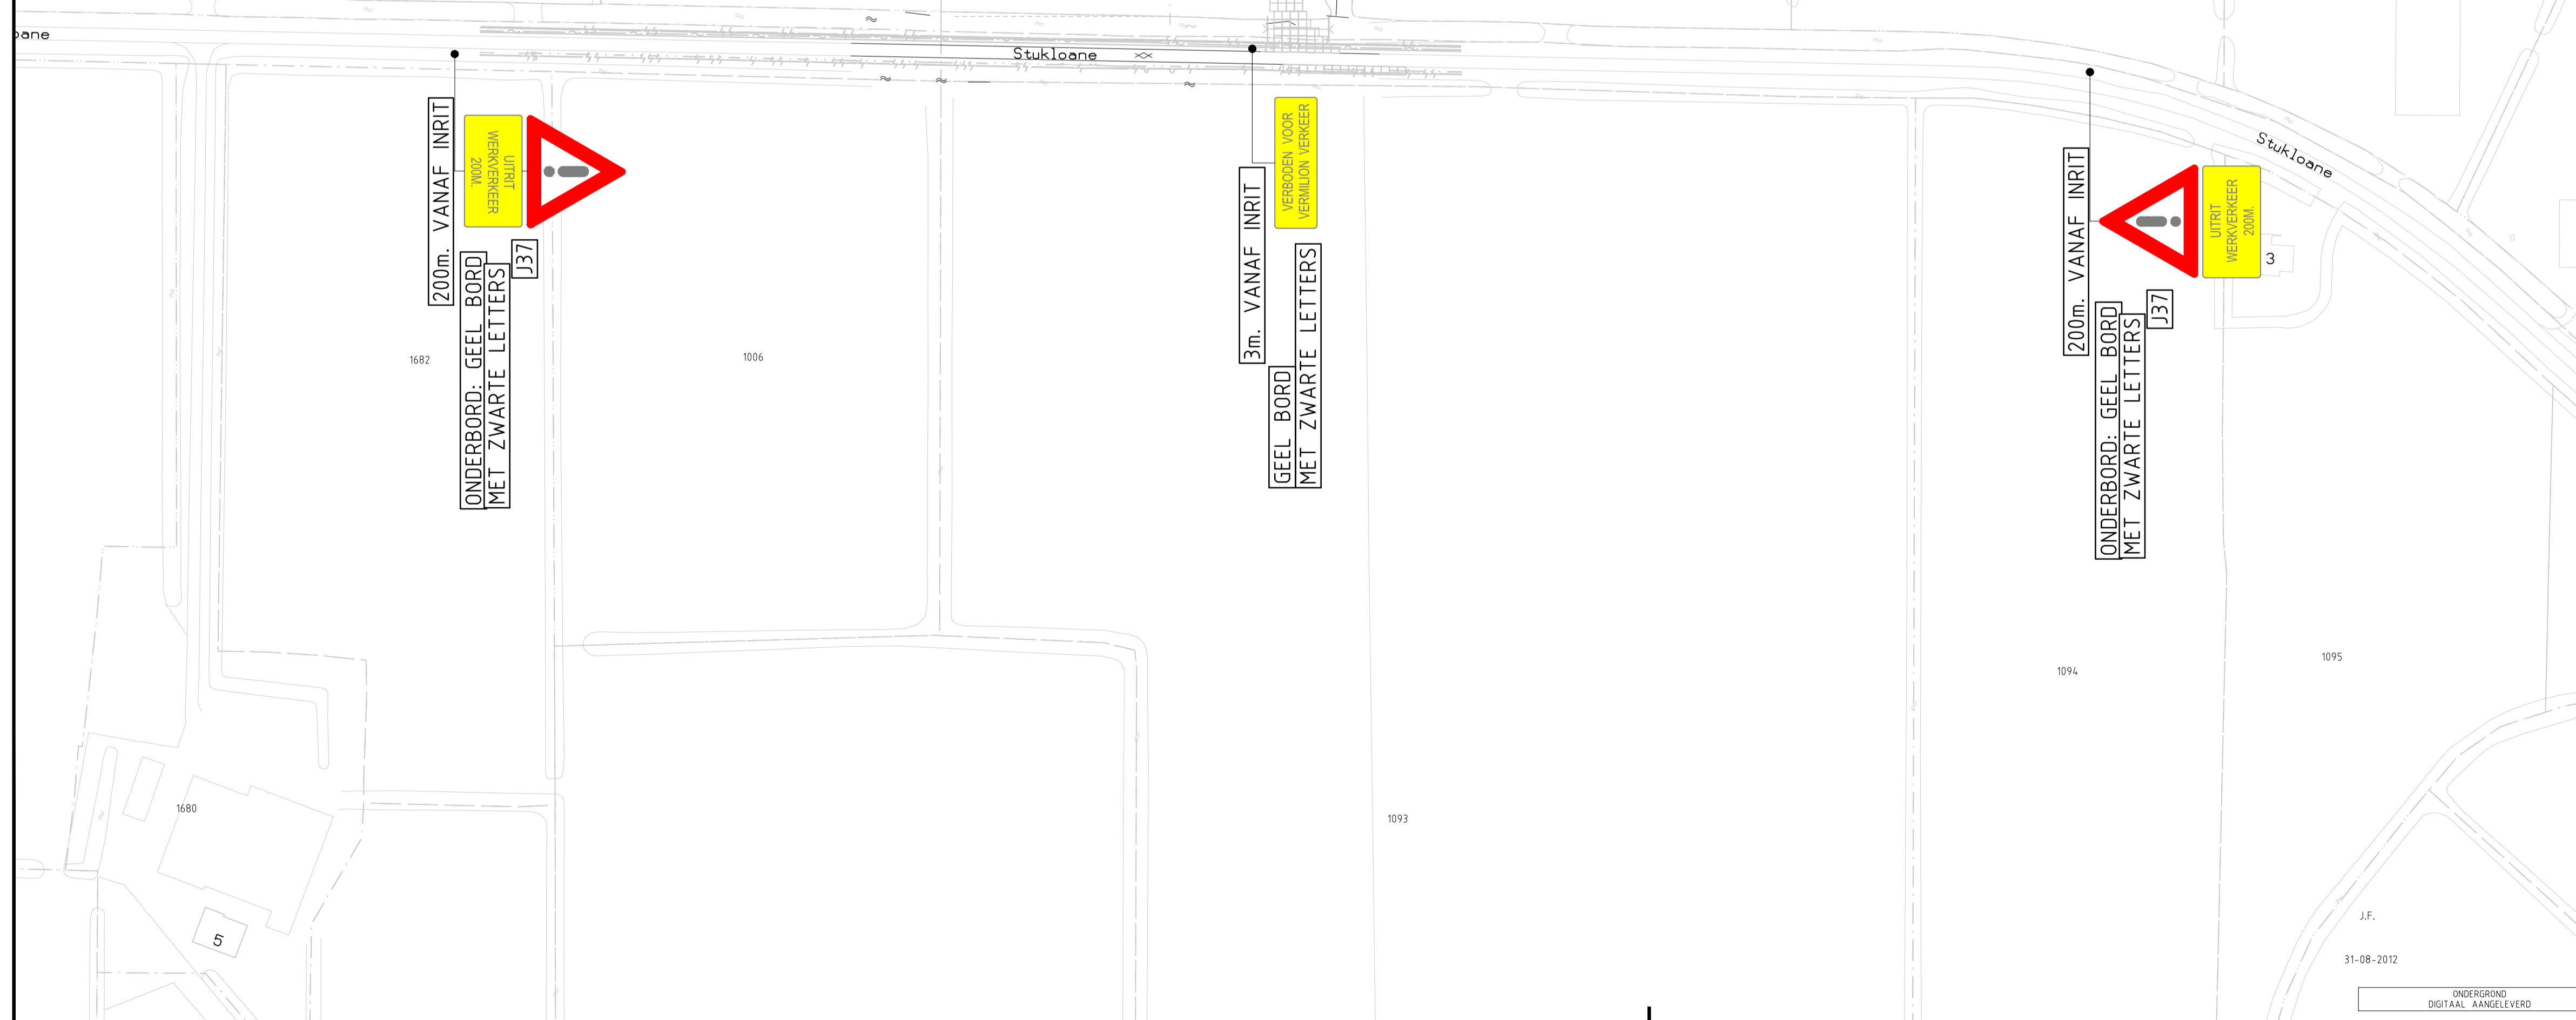 oane
Stukloane
Stukloane
200m. VANAF INRIT
UITRIT
WERKVERKEER
200M.
J37
ONDERBORD: GEEL BORD
MET ZWARTE LETTERS
3m. VANAF INRIT
VERBODEN VOOR
VERMILION VERKEER
GEEL BORD
MET ZWARTE LETTERS
200m. VANAF INRIT
UITRIT
WERKVERKEER
200M.
J37
ONDERBORD: GEEL BORD
MET ZWARTE LETTERS
3
1682
1006
1094
1095
1680
1093
5
J.F.
31-08-2012
ONDERGROND
DIGITAAL AANGELEVERD